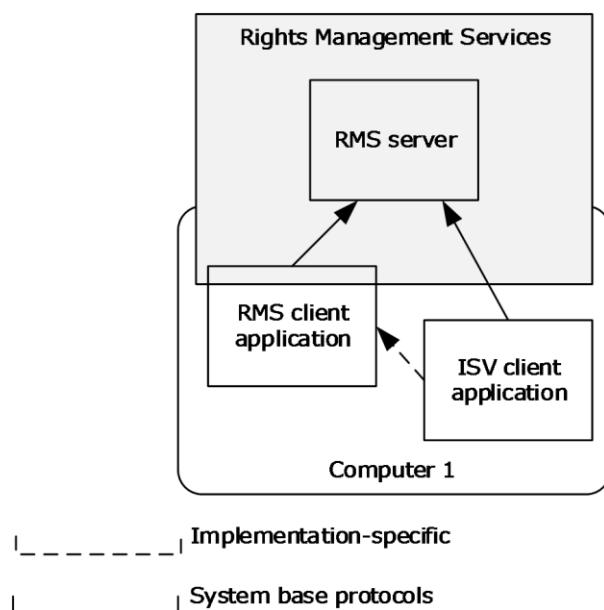 Rights Management Services
RMS server
RMS client
application
ISV client
application
Computer 1
Implementation-specific
System base protocols